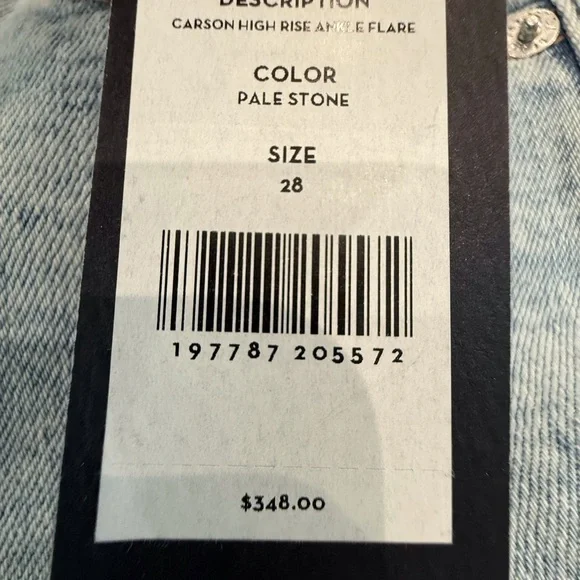 DESCRIPTION
CARSON HIGH RISE ANKLE FLARE
COLOR
PALE STONE
SIZE
28
197787 205572
$348.00